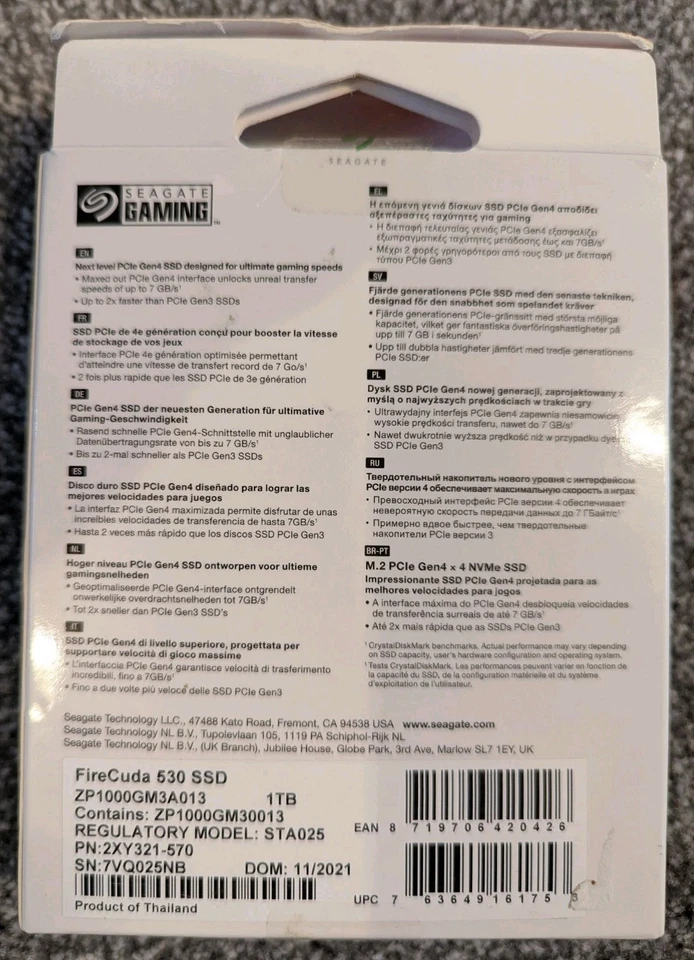 SEAGATE
SEAGATE
GAMING
EN
Next level PCIe Gen4 SSD designed for ultimate gaming speeds
• Maxed out PCIe Gen4 interface unlocks unreal transfer
speeds of up to 7 GB/s¹
• Up to 2x faster than PCIe Gen3 SSDs
FR
SSD PCIe de 4e génération conçu pour booster la vitesse
de stockage de vos jeux
• Interface PCIe 4e génération optimisée permettant
d'atteindre une vitesse de transfert record de 7 Go/s¹
• 2 fois plus rapide que les SSD PCIe de 3e génération
DE
PCIe Gen4 SSD der neuesten Generation für ultimative
Gaming-Geschwindigkeit
• Rasend schnelle PCIe Gen4-Schnittstelle mit unglaublicher
Datenübertragungsrate von bis zu 7 GB/s¹
• Bis zu 2-mal schneller als PCIe Gen3 SSDs
ES
Disco duro SSD PCIe Gen4 diseñado para lograr las
mejores velocidades para juegos
• La interfaz PCIe Gen4 maximizada permite disfrutar de unas
increíbles velocidades de transferencia de hasta 7GB/s¹
• Hasta 2 veces más rápido que los discos SSD PCIe Gen3
NL
Hoger niveau PCIe Gen4 SSD ontworpen voor ultieme
gamingsnelheden
• Geoptimaliseerde PCIe Gen4-interface ontgrendelt
onwerkelijke overdrachtsnelheden tot 7GB/s¹
• Tot 2x sneller dan PCIe Gen3 SSD's
IT
SSD PCIe Gen4 di livello superiore, progettata per
supportare velocità di gioco massime
• L'interfaccia PCIe Gen4 garantisce velocità di trasferimento
incredibili, fino a 7GB/s¹
• Fino a due volte più veloce delle SSD PCIe Gen3
EL
Η επόμενη γενιά δίσκων SSD PCIe Gen4 αποδίδει
αξεπέραστες ταχύτητες για gaming
• Η διεπαφή τελευταίας γενιάς PCIe Gen4 εξασφαλίζει
εξωπραγματικές ταχύτητες μετάδοσης έως και 7GB/s¹
• Μέχρι 2 φορές γρηγορότεροι από τους SSD με διεπαφή
τύπου PCIe Gen3
SV
Fjärde generationens PCIe SSD med den senaste tekniken,
designad för den snabbhet som spelandet kräver
• Fjärde generationens PCIe-gränssitt med största möjliga
kapacitet, vilket ger fantastiska överföringshastigheter på
upp till 7 GB i sekunden¹
• Upp till dubbla hastigheter jämfört med tredje generationens
PCIe SSD:er
PL
Dysk SSD PCIe Gen4 nowej generacji, zaprojektowany z
myślą o najwyższych prędkościach w trakcie gry
• Ultrawydajny interfejs PCIe Gen4 zapewnia niesamowicie
wysokie prędkości transferu, nawet do 7 GB/s¹
• Nawet dwukrotnie wyższa prędkość niż w przypadku
SSD PCIe Gen3
RU
Твердотельный накопитель нового уровня с интерфейсом
PCIe версии 4 обеспечивает максимальную скорость в играх
• Превосходный интерфейс PCIe версии 4 обеспечивает
невероятную скорость передачи данных до 7 ГБайт/с¹
• Примерно вдвое быстрее, чем твердотельные
накопители PCIe версии 3
BR-PT
M.2 PCIe Gen4 × 4 NVMe SSD
Impressionante SSD PCIe Gen4 projetada para as
melhores velocidades para jogos
• A interface máxima do PCIe Gen4 desbloqueia velocidades
de transferência surreais de até 7 GB/s¹
• Até 2x mais rápida que as SSDs PCIe Gen3
¹ CrystalDiskMark benchmarks. Actual performance may vary depending
on SSD capacity, user's hardware configuration and operating system.
¹ Tests CrystalDiskMark. Les performances peuvent varier en fonction de
la capacité du SSD, de la configuration matérielle et du système
d'exploitation de l'utilisateur.
Seagate Technology LLC., 47488 Kato Road, Fremont, CA 94538 USA www.seagate.com
Seagate Technology NL B.V., Tupolevlaan 105, 1119 PA Schiphol-Rijk NL
Seagate Technology NL B.V., (UK Branch), Jubilee House, Globe Park, 3rd Ave, Marlow SL7 1EY, UK
FireCuda 530 SSD
ZP1000GM3A013 1TB
Contains: ZP1000GM30013
REGULATORY MODEL: STA025
PN:2XY321-570
SN:7VQ025NB DOM: 11/2021
Product of Thailand
EAN 8 719706 420426
UPC 7 63649 16175 3